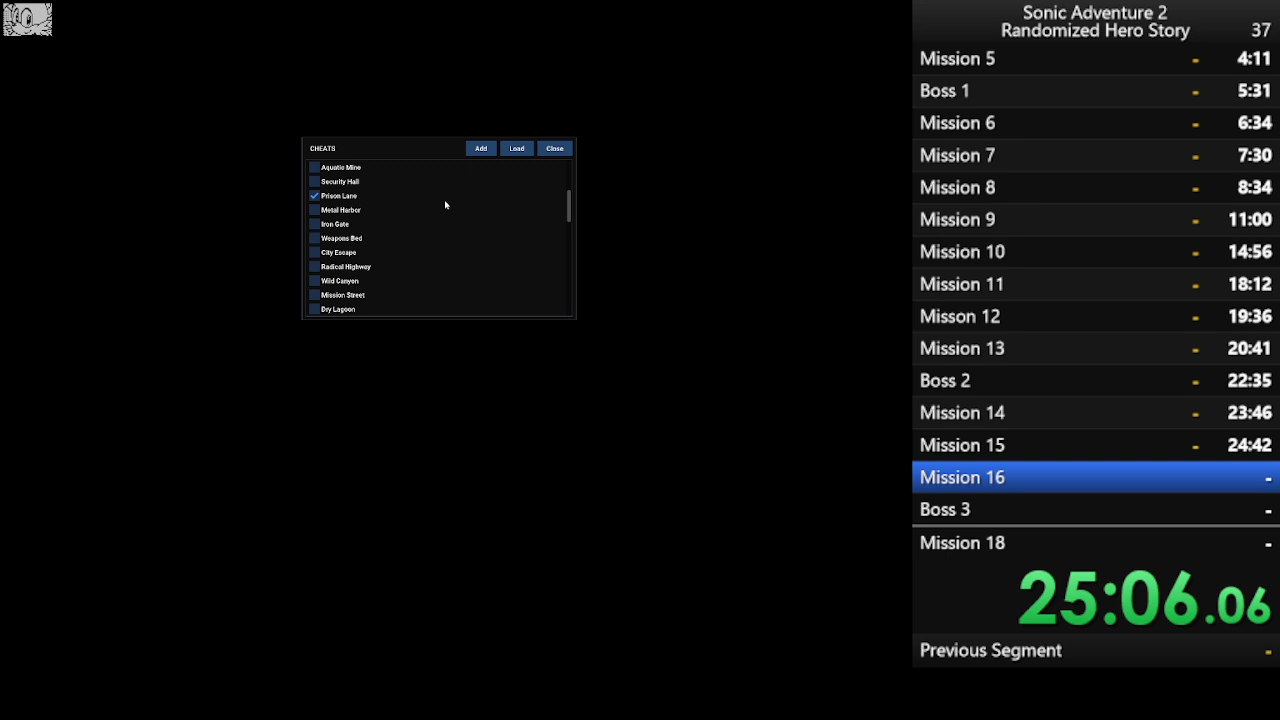 CHEATS Add Load Close
Aquatic Mine
Security Hall
Prison Lane
Metal Harbor
Iron Gate
Weapons Bed
City Escape
Radical Highway
Wild Canyon
Mission Street
Dry Lagoon
Sonic Adventure 2
Randomized Hero Story 37
Mission 5 - 4:11
Boss 1 - 5:31
Mission 6 - 6:34
Mission 7 - 7:30
Mission 8 - 8:34
Mission 9 - 11:00
Mission 10 - 14:56
Mission 11 - 18:12
Misson 12 - 19:36
Mission 13 - 20:41
Boss 2 - 22:35
Mission 14 - 23:46
Mission 15 - 24:42
Mission 16 -
Boss 3 -
Mission 18 -
25:06.06
Previous Segment -